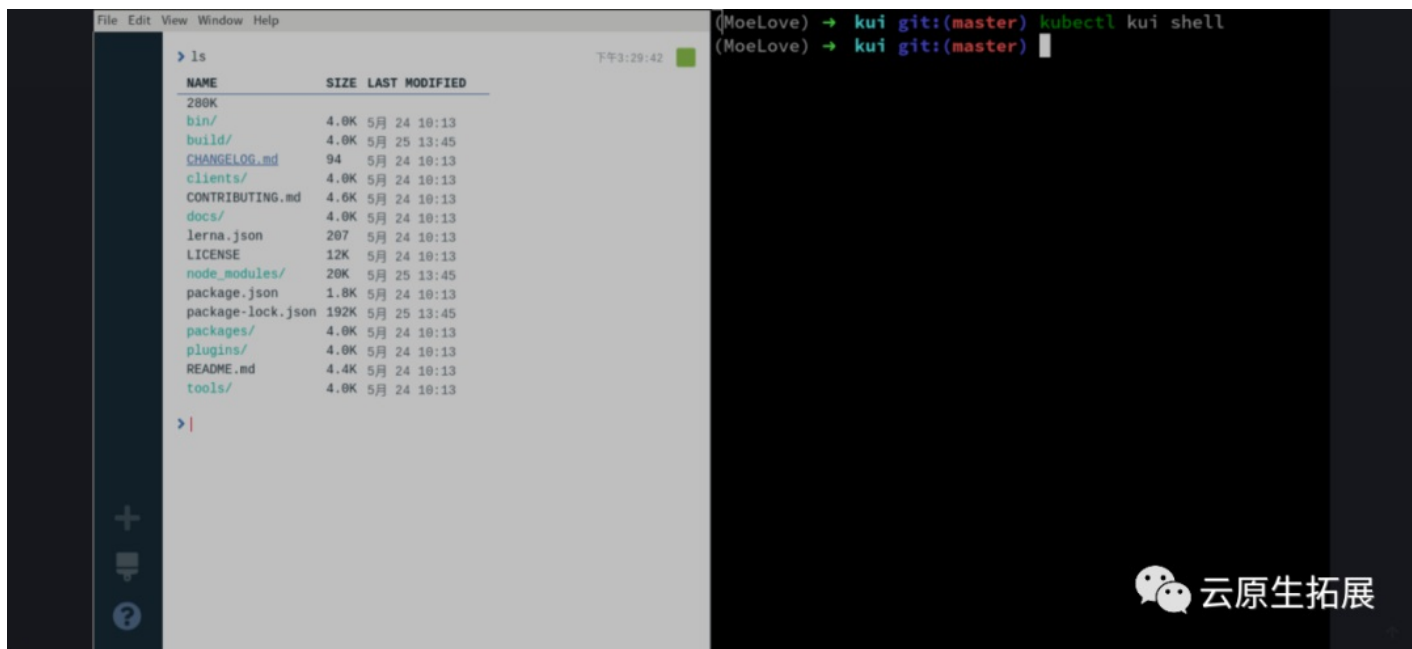 File Edit View Window Help
ls 下午3:29:42
NAME SIZE LAST MODIFIED
280K
bin/ 4.0K 5月 24 10:13
build/ 4.0K 5月 25 13:45
CHANGELOG.md 94 5月 24 10:13
clients/ 4.0K 5月 24 10:13
CONTRIBUTING.md 4.6K 5月 24 10:13
docs/ 4.0K 5月 24 10:13
lerna.json 207 5月 24 10:13
LICENSE 12K 5月 24 10:13
node_modules/ 20K 5月 25 13:45
package.json 1.8K 5月 24 10:13
package-lock.json 192K 5月 25 13:45
packages/ 4.0K 5月 24 10:13
plugins/ 4.0K 5月 24 10:13
README.md 4.4K 5月 24 10:13
tools/ 4.0K 5月 24 10:13
(MoeLove) → kui git:(master) kubectl kui shell
(MoeLove) → kui git:(master)
云原生拓展